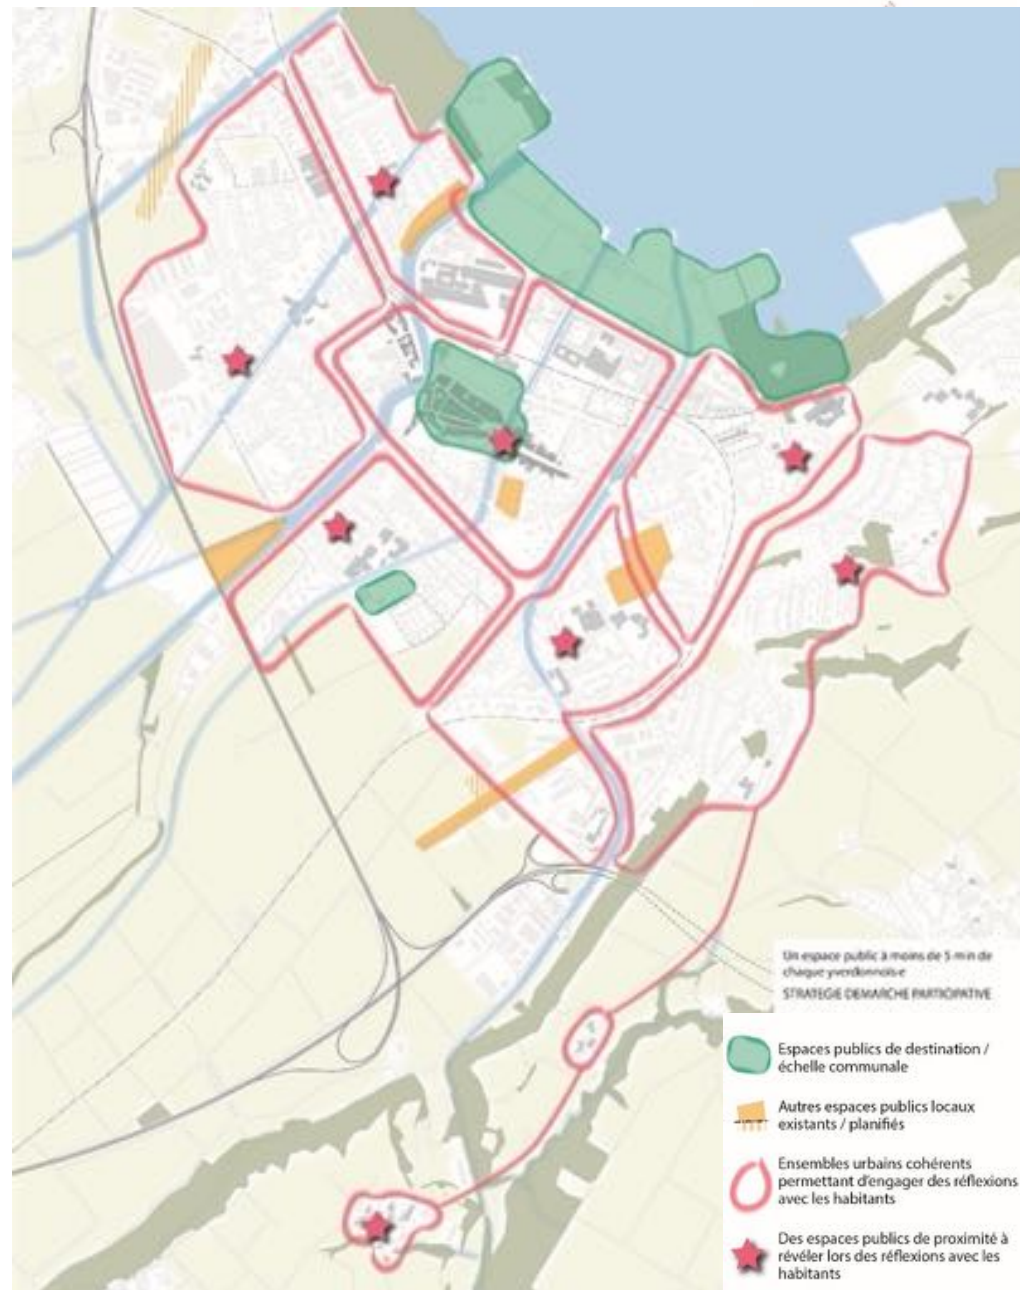 Un espace public à moins de 5 min de
chaque yverdonnois·e
STRATEGIE DEMARCHE PARTICIPATIVE
Espaces publics de destination /
échelle communale
Autres espaces publics locaux
existants / planifiés
Ensembles urbains cohérents
permettant d'engager des réflexions
avec les habitants
Des espaces publics de proximité à
révéler lors des réflexions avec les
habitants